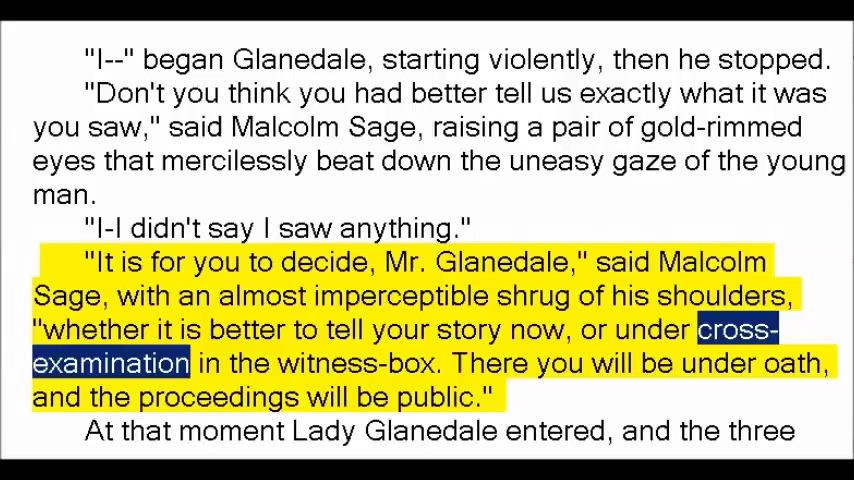 "I--" began Glanedale, starting violently, then he stopped.
"Don't you think you had better tell us exactly what it was
you saw," said Malcolm Sage, raising a pair of gold-rimmed
eyes that mercilessly beat down the uneasy gaze of the young
man.
"I-I didn't say I saw anything."
"It is for you to decide, Mr. Glanedale," said Malcolm
Sage, with an almost imperceptible shrug of his shoulders,
"whether it is better to tell your story now, or under cross-
examination in the witness-box. There you will be under oath,
and the proceedings will be public."
At that moment Lady Glanedale entered, and the three